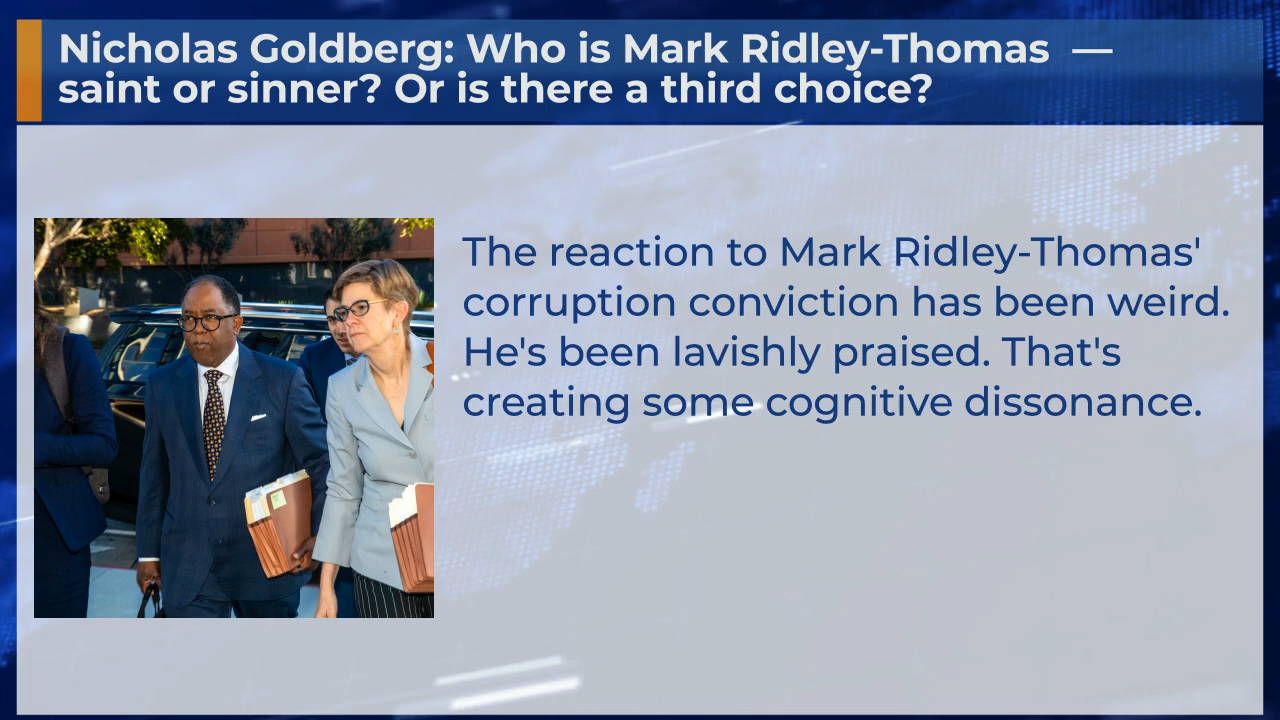 Nicholas Goldberg: Who is Mark Ridley-Thomas  —
saint or sinner? Or is there a third choice?
The reaction to Mark Ridley-Thomas'
corruption conviction has been weird.
He's been lavishly praised. That's
creating some cognitive dissonance.